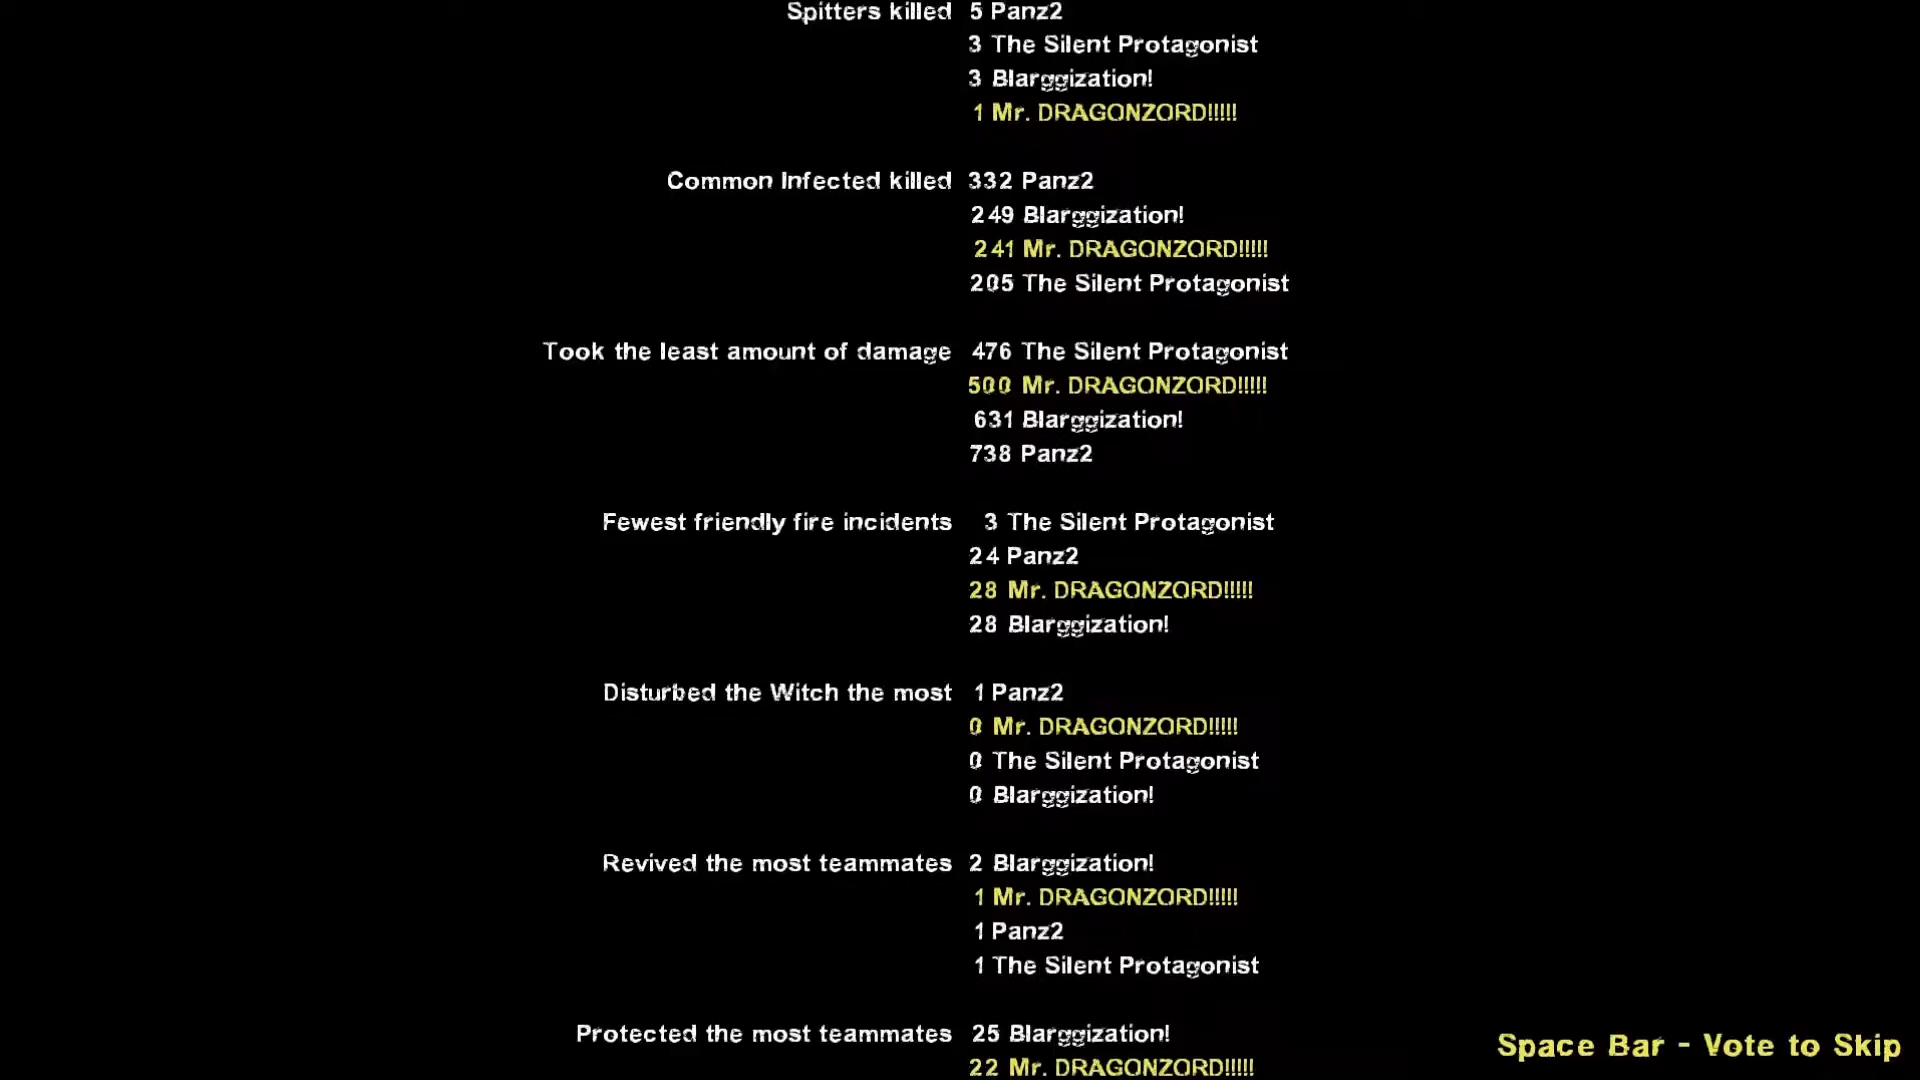 Spitters killed 5 Panz2
3 The Silent Protagonist
3 Blarggization!
1 Mr. DRAGONZORD!!!!!
Common Infected killed 332 Panz2
249 Blarggization!
241 Mr. DRAGONZORD!!!!!
205 The Silent Protagonist
Took the least amount of damage 476 The Silent Protagonist
500 Mr. DRAGONZORD!!!!!
631 Blarggization!
738 Panz2
Fewest friendly fire incidents 3 The Silent Protagonist
24 Panz2
28 Mr. DRAGONZORD!!!!!
28 Blarggization!
Disturbed the Witch the most 1 Panz2
0 Mr. DRAGONZORD!!!!!
0 The Silent Protagonist
0 Blarggization!
Revived the most teammates 2 Blarggization!
1 Mr. DRAGONZORD!!!!!
1 Panz2
1 The Silent Protagonist
Protected the most teammates 25 Blarggization!
22 Mr. DRAGONZORD!!!!!
Space Bar - Vote to Skip